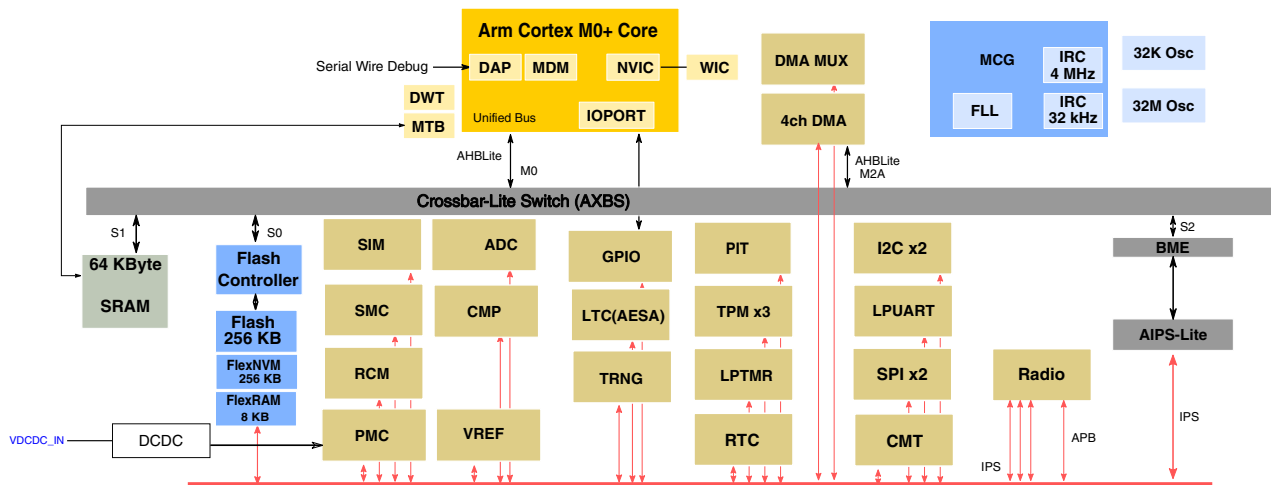 Arm Cortex M0+ Core
Serial Wire Debug
DAP
MDM
NVIC
WIC
DWT
MTB
Unified Bus
IOPORT
DMA MUX
4ch DMA
MCG
IRC
4 MHz
FLL
IRC
32 kHz
32K Osc
32M Osc
AHBLite
M0
AHBLite
M2A
Crossbar-Lite Switch (AXBS)
S1
S0
S2
64 KByte
SRAM
Flash
Controller
Flash
256 KB
FlexNVM
256 KB
FlexRAM
8 KB
SIM
SMC
RCM
PMC
ADC
CMP
VREF
GPIO
LTC(AESA)
TRNG
PIT
TPM x3
LPTMR
RTC
I2C x2
LPUART
SPI x2
CMT
Radio
BME
AIPS-Lite
VDCDC_IN
DCDC
IPS
APB
IPS